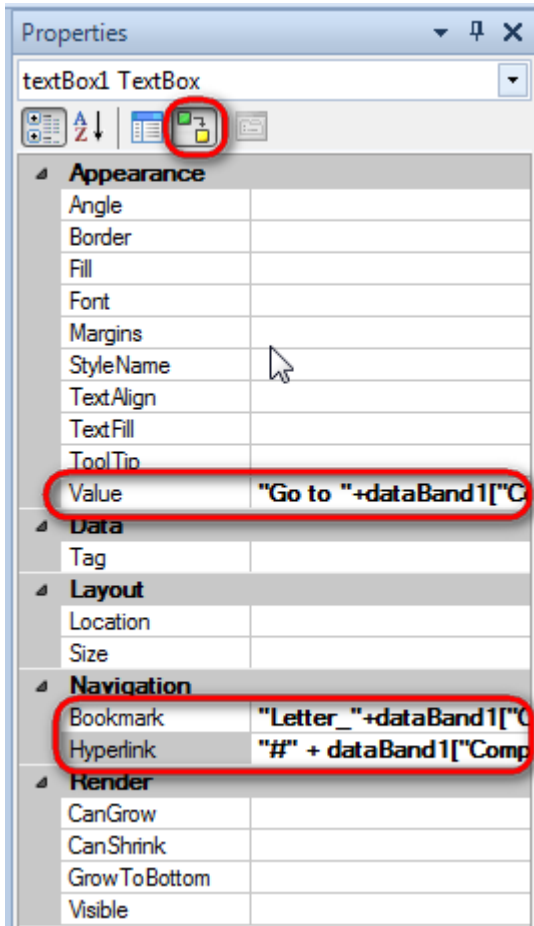 Properties
textBox1 TextBox
Appearance
Angle
Border
Fill
Font
Margins
StyleName
TextAlign
TextFill
ToolTip
Value "Go to "+dataBand1["C
Data
Tag
Layout
Location
Size
Navigation
Bookmark "Letter_"+dataBand1["C
Hyperlink "#" + dataBand1["Comp
Render
CanGrow
CanShrink
GrowToBottom
Visible